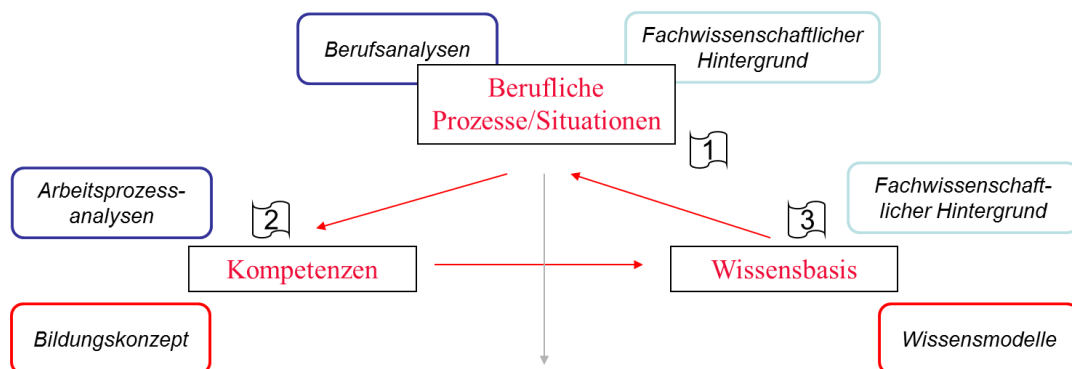 Berufsanalysen
Fachwissenschaftlicher
Hintergrund
Berufliche
Prozesse/Situationen
1
Arbeitsprozess-
analysen
2
Fachwissenschaft-
licher Hintergrund
3
Kompetenzen
Wissensbasis
Bildungskonzept
Wissensmodelle